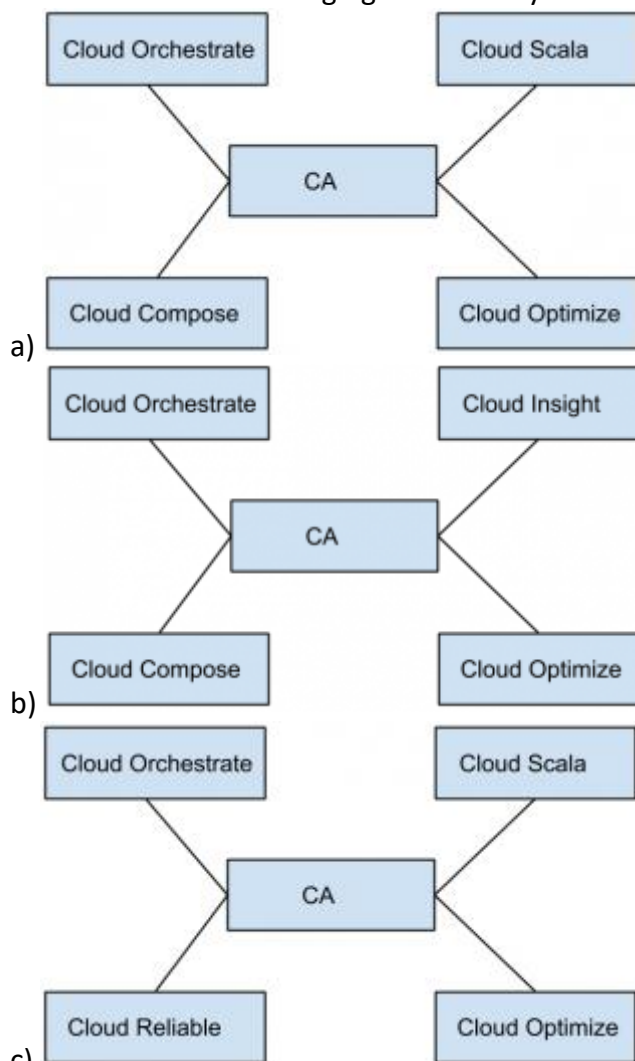 Cloud Orchestrate Cloud Scala
CA
Cloud Compose Cloud Optimize
a)
Cloud Orchestrate Cloud Insight
CA
Cloud Compose Cloud Optimize
b)
Cloud Orchestrate Cloud Scala
CA
Cloud Reliable Cloud Optimize
c)